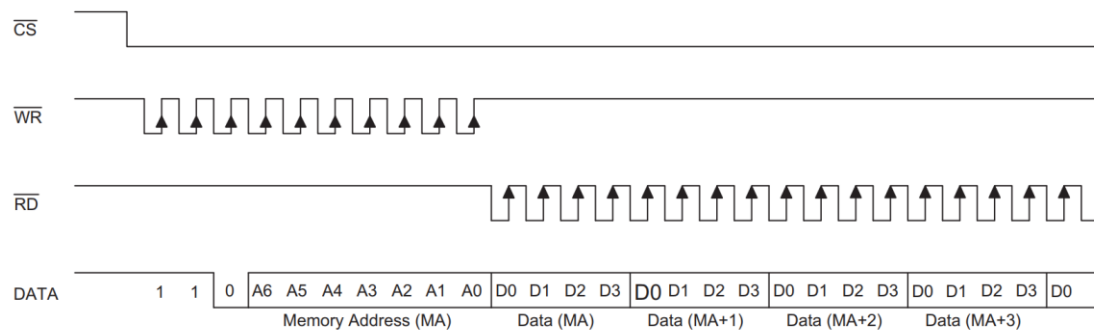 CS
WR
RD
DATA 1 1 0 A6 A5 A4 A3 A2 A1 A0 D0 D1 D2 D3 D0 D1 D2 D3 D0 D1 D2 D3 D0 D1 D2 D3 D0
Memory Address (MA) Data (MA) Data (MA+1) Data (MA+2) Data (MA+3)